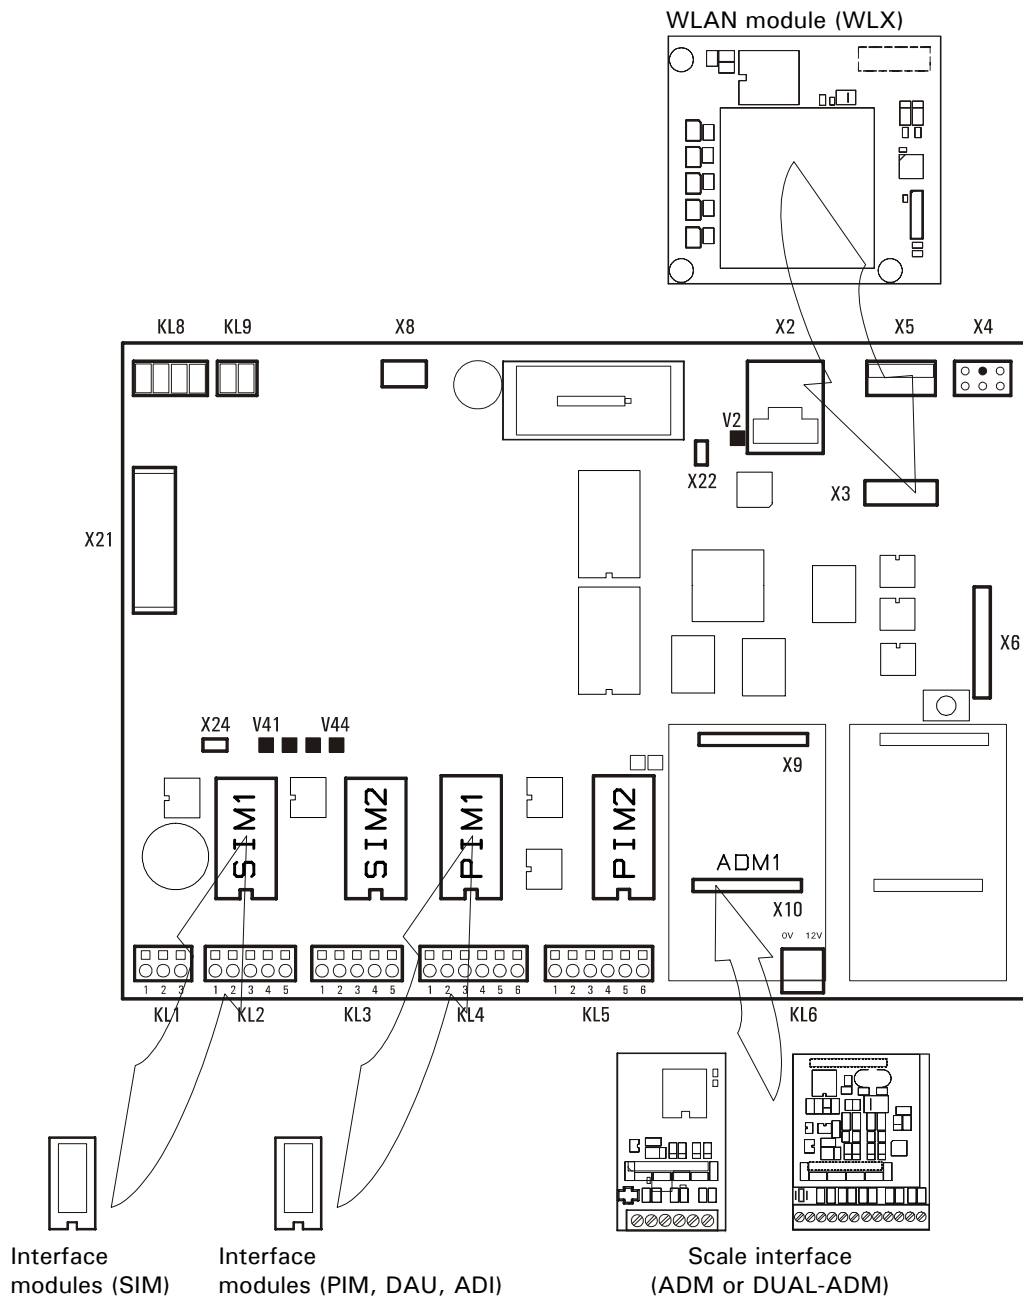 WLAN module (WLX)
KL8 KL9 X8 X2 X5 X4
V2
X22
X3
X21
X6
X24 V41 V44
X9
SIM1 SIM2 PIM1 PIM2
ADM1
X10
0V 12V
1 2 3 1 2 3 4 5 1 2 3 4 5 1 2 3 4 5 6 1 2 3 4 5 6
KL1 KL2 KL3 KL4 KL5 KL6
Interface
modules (SIM)
Interface
modules (PIM, DAU, ADI)
Scale interface
(ADM or DUAL-ADM)